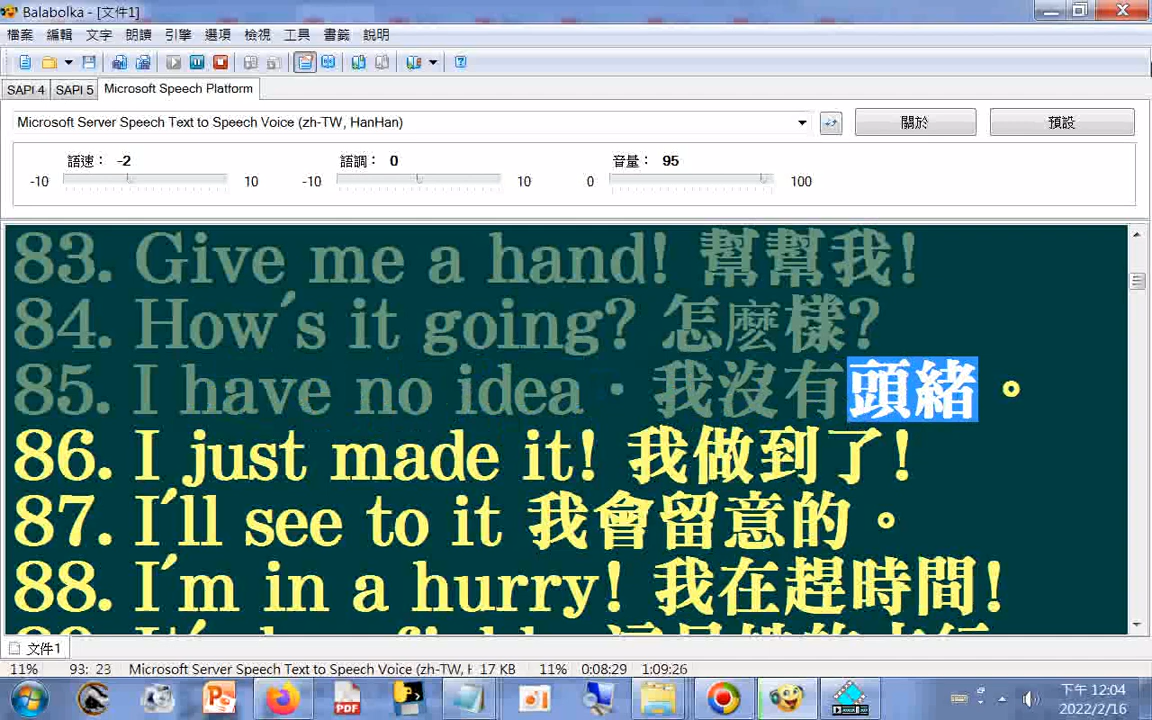 Balabolka - [文件1]
檔案 編輯 文字 朗讀 引擎 選項 檢視 工具 書籤 說明
SAPI 4 SAPI 5 Microsoft Speech Platform
Microsoft Server Speech Text to Speech Voice (zh-TW, HanHan) 關於 預設
語速： -2 語調： 0 音量： 95
-10 10 -10 10 0 100
83. Give me a hand! 幫幫我!
84. How's it going? 怎麼樣?
85. I have no idea．我沒有頭緒。
86. I just made it! 我做到了!
87. I'll see to it 我會留意的。
88. I'm in a hurry! 我在趕時間!
文件1
11% 93: 23 Microsoft Server Speech Text to Speech Voice (zh-TW, H 17 KB 11% 0:08:29 1:09:26
PDF
下午 12:04
2022/2/16